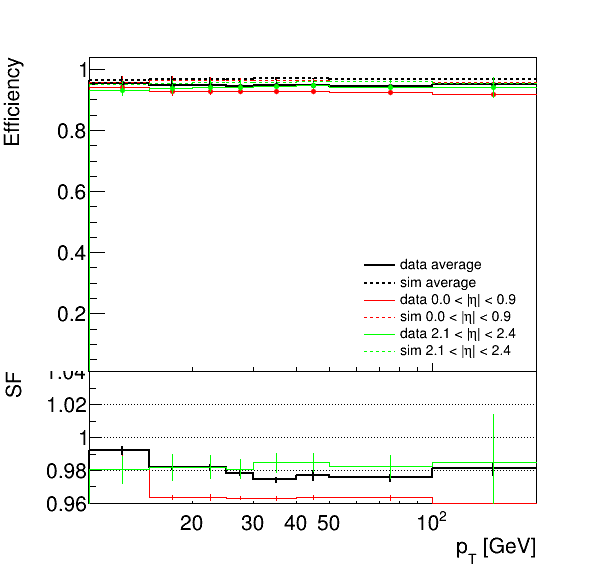 Efficiency
1
0.8
0.6
0.4
0.2
data average
sim average
data 0.0 < |η| < 0.9
sim 0.0 < |η| < 0.9
data 2.1 < |η| < 2.4
sim 2.1 < |η| < 2.4
SF
1.04
1.02
1
0.98
0.96
20 30 40 50 10²
p_T [GeV]